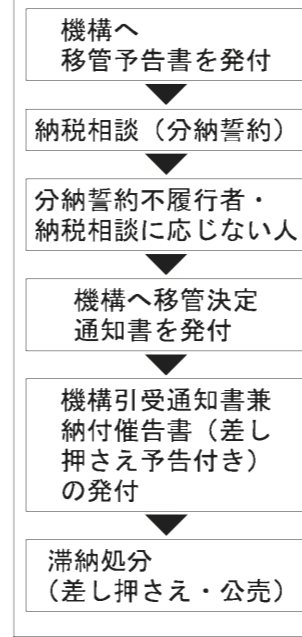 機構へ
移管予告書を発付
納税相談（分納誓約）
分納誓約不履行者・
納税相談に応じない人
機構へ移管決定
通知書を発付
機構引受通知書兼
納付催告書（差し
押さえ予告付き）
の発付
滞納処分
（差し押さえ・公売）